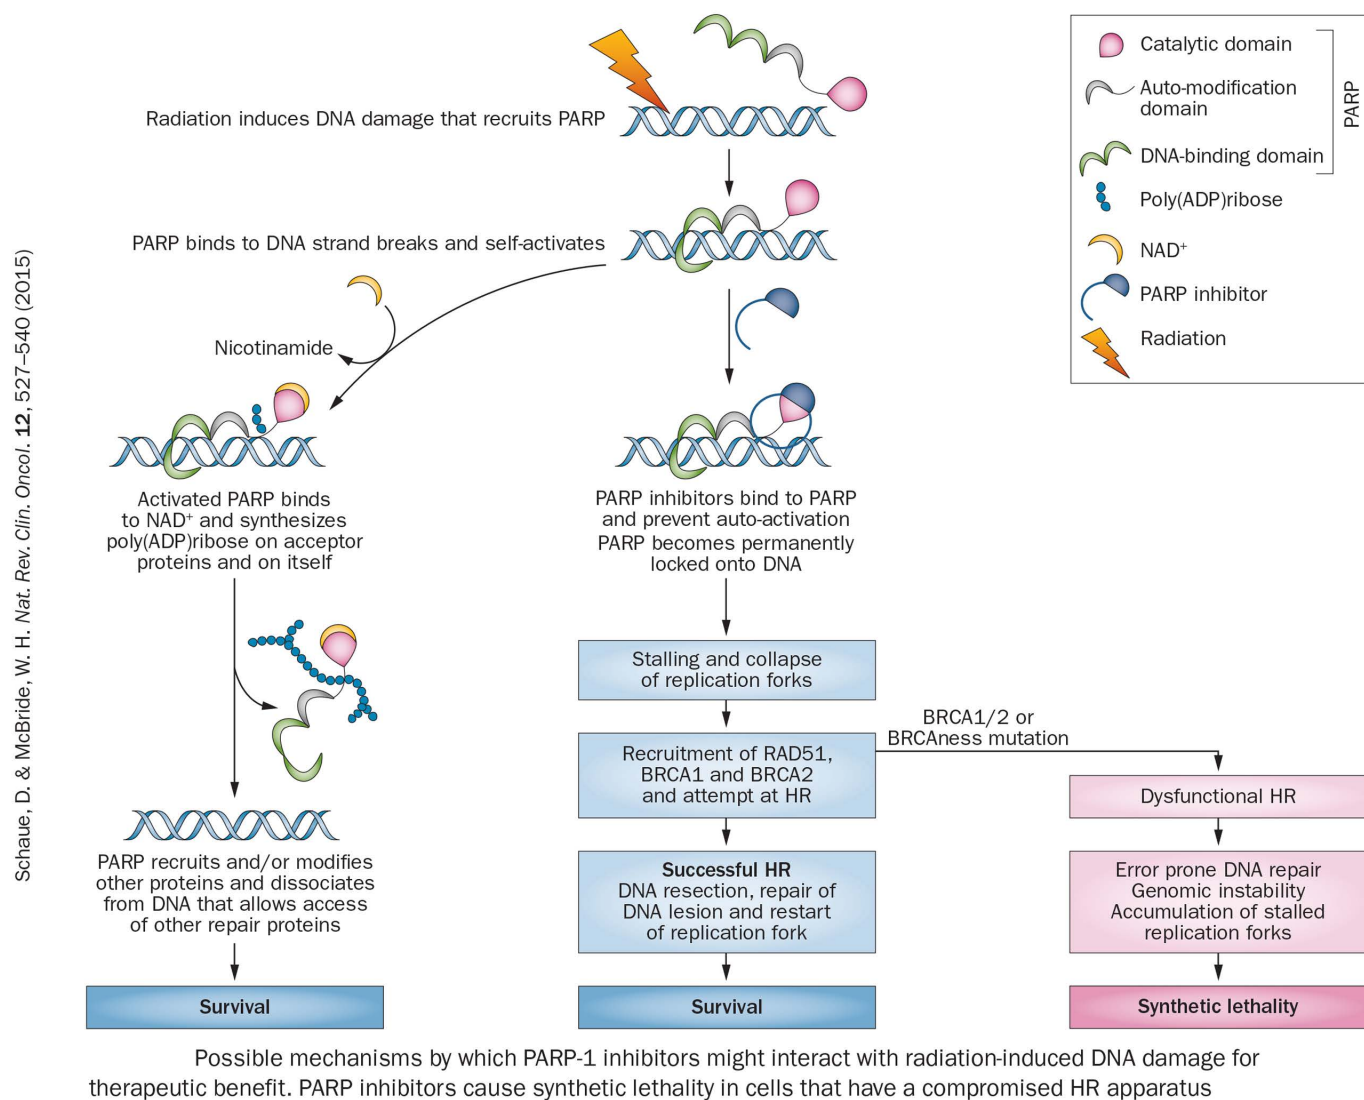 Schaue, D. & McBride, W. H. Nat. Rev. Clin. Oncol. 12, 527–540 (2015)
Radiation induces DNA damage that recruits PARP
PARP binds to DNA strand breaks and self-activates
Nicotinamide
Catalytic domain
Auto-modification
domain
DNA-binding domain
PARP
Poly(ADP)ribose
NAD+
PARP inhibitor
Radiation
Activated PARP binds
to NAD+ and synthesizes
poly(ADP)ribose on acceptor
proteins and on itself
PARP recruits and/or modifies
other proteins and dissociates
from DNA that allows access
of other repair proteins
Survival
PARP inhibitors bind to PARP
and prevent auto-activation
PARP becomes permanently
locked onto DNA
Stalling and collapse
of replication forks
Recruitment of RAD51,
BRCA1 and BRCA2
and attempt at HR
Successful HR
DNA resection, repair of
DNA lesion and restart
of replication fork
Survival
BRCA1/2 or
BRCAness mutation
Dysfunctional HR
Error prone DNA repair
Genomic instability
Accumulation of stalled
replication forks
Synthetic lethality
Possible mechanisms by which PARP-1 inhibitors might interact with radiation-induced DNA damage for
therapeutic benefit. PARP inhibitors cause synthetic lethality in cells that have a compromised HR apparatus